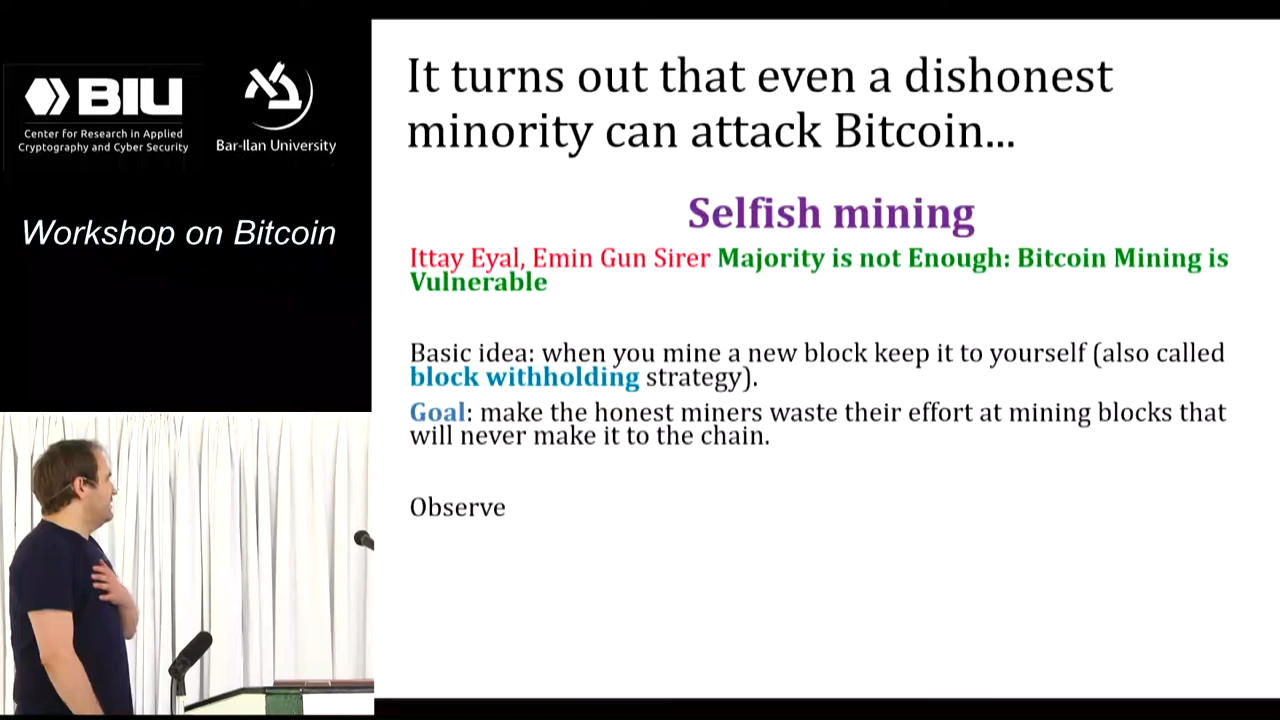 BIU
Center for Research in Applied
Cryptography and Cyber Security
Bar-Ilan University
Workshop on Bitcoin
It turns out that even a dishonest
minority can attack Bitcoin...
Selfish mining
Ittay Eyal, Emin Gun Sirer Majority is not Enough: Bitcoin Mining is
Vulnerable
Basic idea: when you mine a new block keep it to yourself (also called
block withholding strategy).
Goal: make the honest miners waste their effort at mining blocks that
will never make it to the chain.
Observe